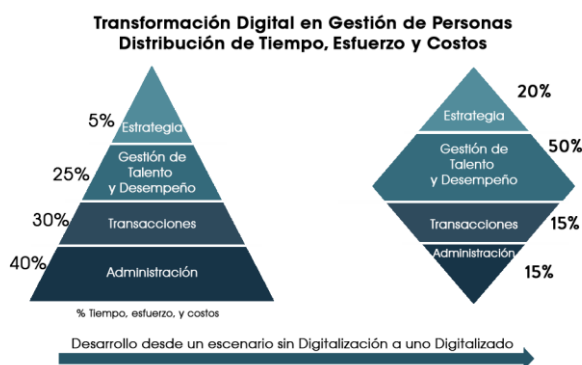 Transformación Digital en Gestión de Personas
Distribución de Tiempo, Esfuerzo y Costos
5%
Estrategia
25%
Gestión de
Talento
y Desempeño
30%
Transacciones
40%
Administración
% Tiempo, esfuerzo, y costos
20%
Estrategia
50%
Gestión de
Talento
y Desempeño
Transacciones
15%
Administración
15%
Desarrollo desde un escenario sin Digitalización a uno Digitalizado